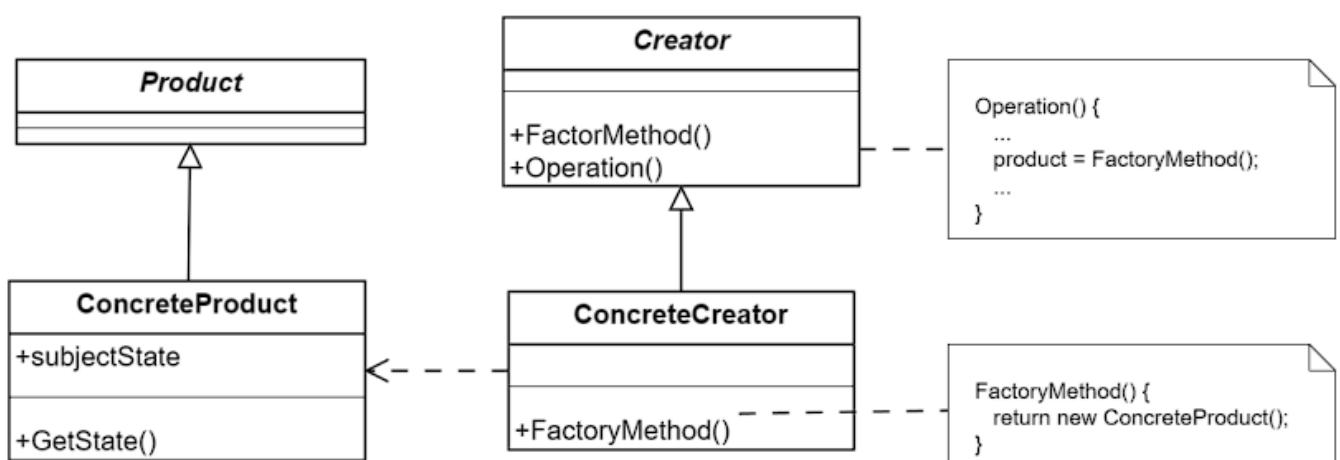 Product
ConcreteProduct
+subjectState
+GetState()
Creator
+FactorMethod()
+Operation()
ConcreteCreator
+FactoryMethod()
Operation() {
...
product = FactoryMethod();
...
}
FactoryMethod() {
return new ConcreteProduct();
}